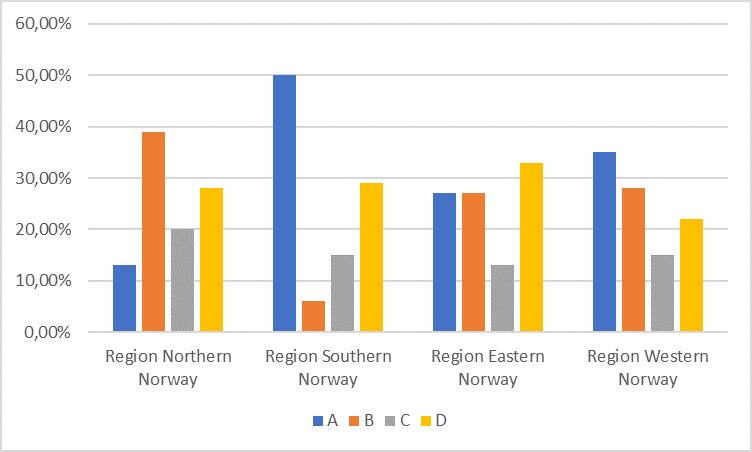 60,00%
50,00%
40,00%
30,00%
20,00%
10,00%
0,00%
Region Northern Norway
Region Southern Norway
Region Eastern Norway
Region Western Norway
A B C D